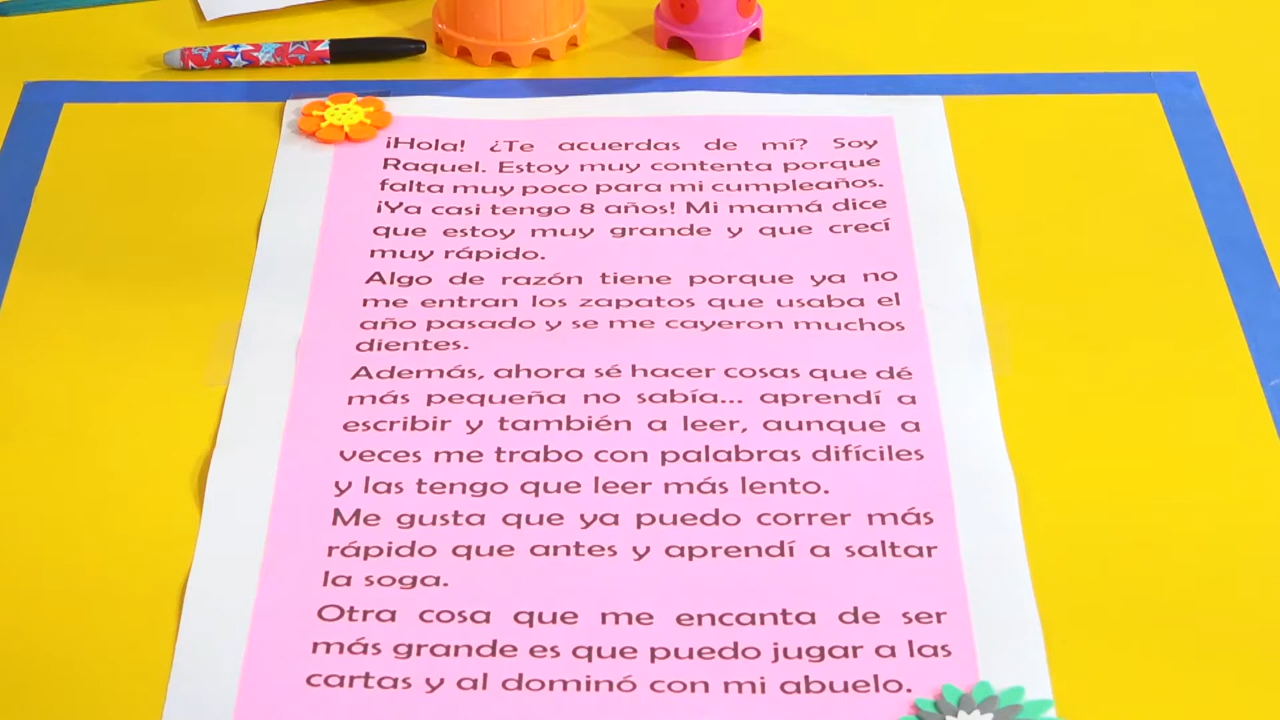 ¡Hola! ¿Te acuerdas de mí? Soy
Raquel. Estoy muy contenta porque
falta muy poco para mi cumpleaños.
¡Ya casi tengo 8 años! Mi mamá dice
que estoy muy grande y que crecí
muy rápido.
Algo de razón tiene porque ya no
me entran los zapatos que usaba el
año pasado y se me cayeron muchos
dientes.
Además, ahora sé hacer cosas que dé
más pequeña no sabía... aprendí a
escribir y también a leer, aunque a
veces me trabo con palabras difíciles
y las tengo que leer más lento.
Me gusta que ya puedo correr más
rápido que antes y aprendí a saltar
la soga.
Otra cosa que me encanta de ser
más grande es que puedo jugar a las
cartas y al dominó con mi abuelo.